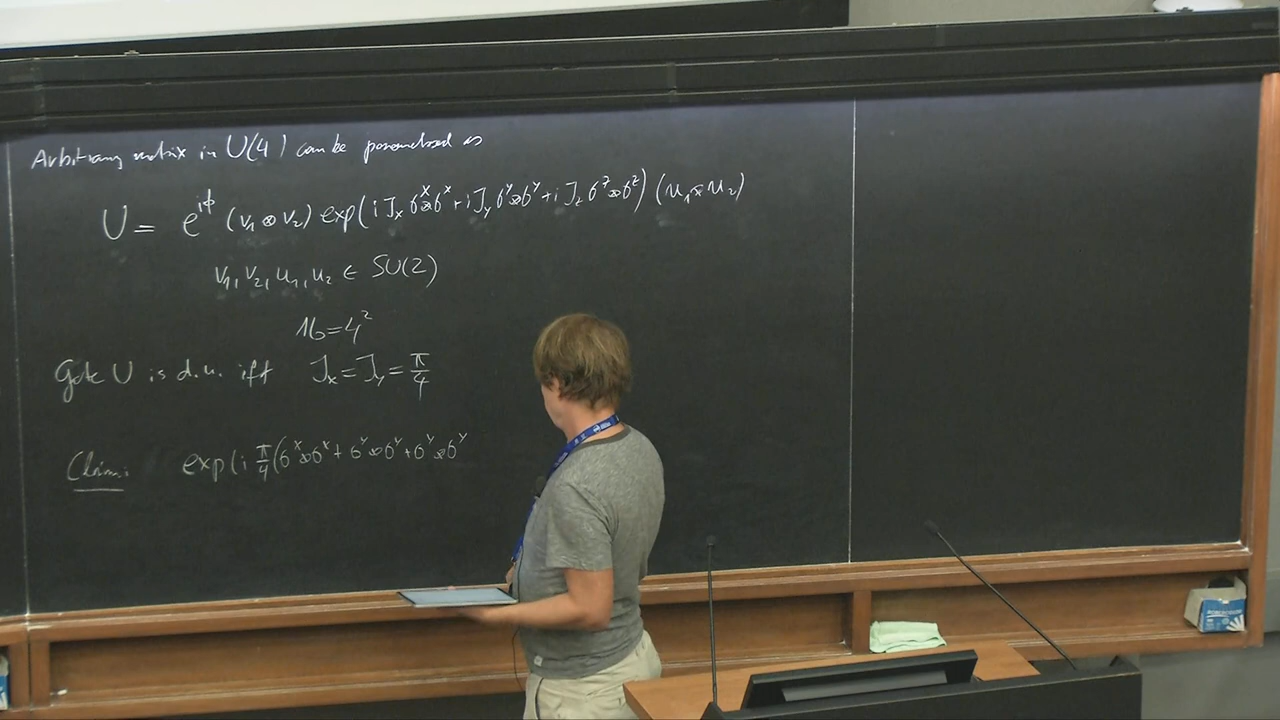 Arbitrary matrix in U(4) can be parametrised as
U = e^{iϕ} (v₁ ⊗ v₂) exp(i J_x σ^x⊗σ^x + i J_y σ^y⊗σ^y + i J_z σ^z⊗σ^z) (u₁⊗u₂)
v₁, v₂, u₁, u₂ ∈ SU(2)
16 = 4²
Gate U is d.u. iff J_x = J_y = π/4
Claim: exp(i π/4 (σ^x⊗σ^x + σ^y⊗σ^y + σ^y⊗σ^y